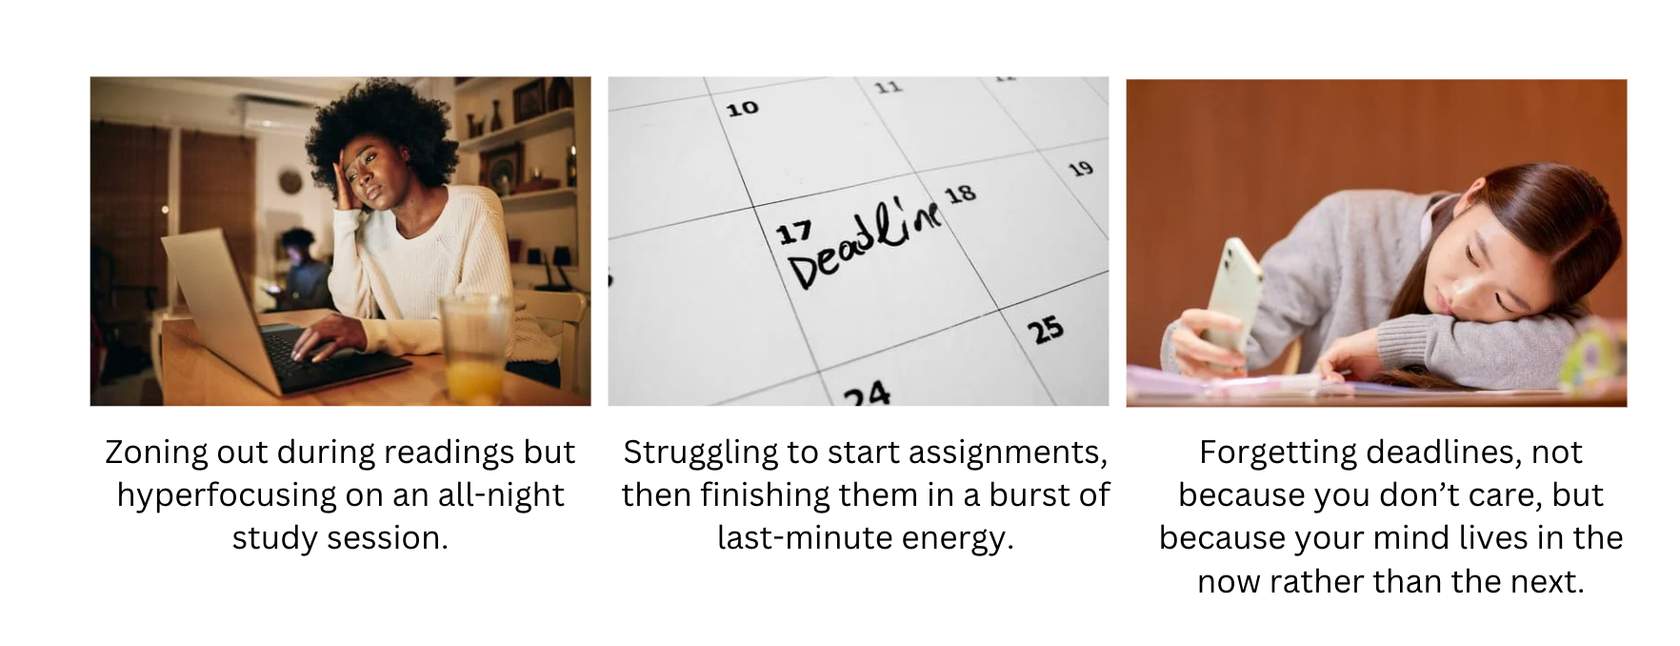 10
11
17
Deadline
18
19
24
25
Zoning out during readings but
hyperfocusing on an all-night
study session.
Struggling to start assignments,
then finishing them in a burst of
last-minute energy.
Forgetting deadlines, not
because you don’t care, but
because your mind lives in the
now rather than the next.